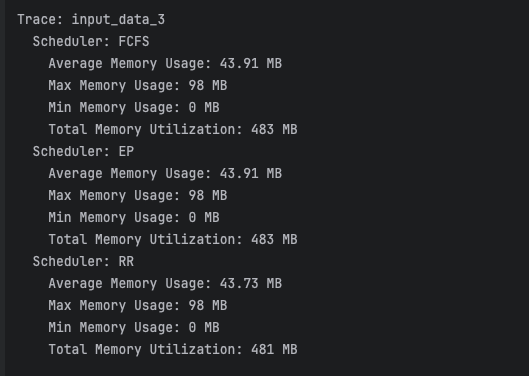 Trace: input_data_3
Scheduler: FCFS
Average Memory Usage: 43.91 MB
Max Memory Usage: 98 MB
Min Memory Usage: 0 MB
Total Memory Utilization: 483 MB
Scheduler: EP
Average Memory Usage: 43.91 MB
Max Memory Usage: 98 MB
Min Memory Usage: 0 MB
Total Memory Utilization: 483 MB
Scheduler: RR
Average Memory Usage: 43.73 MB
Max Memory Usage: 98 MB
Min Memory Usage: 0 MB
Total Memory Utilization: 481 MB